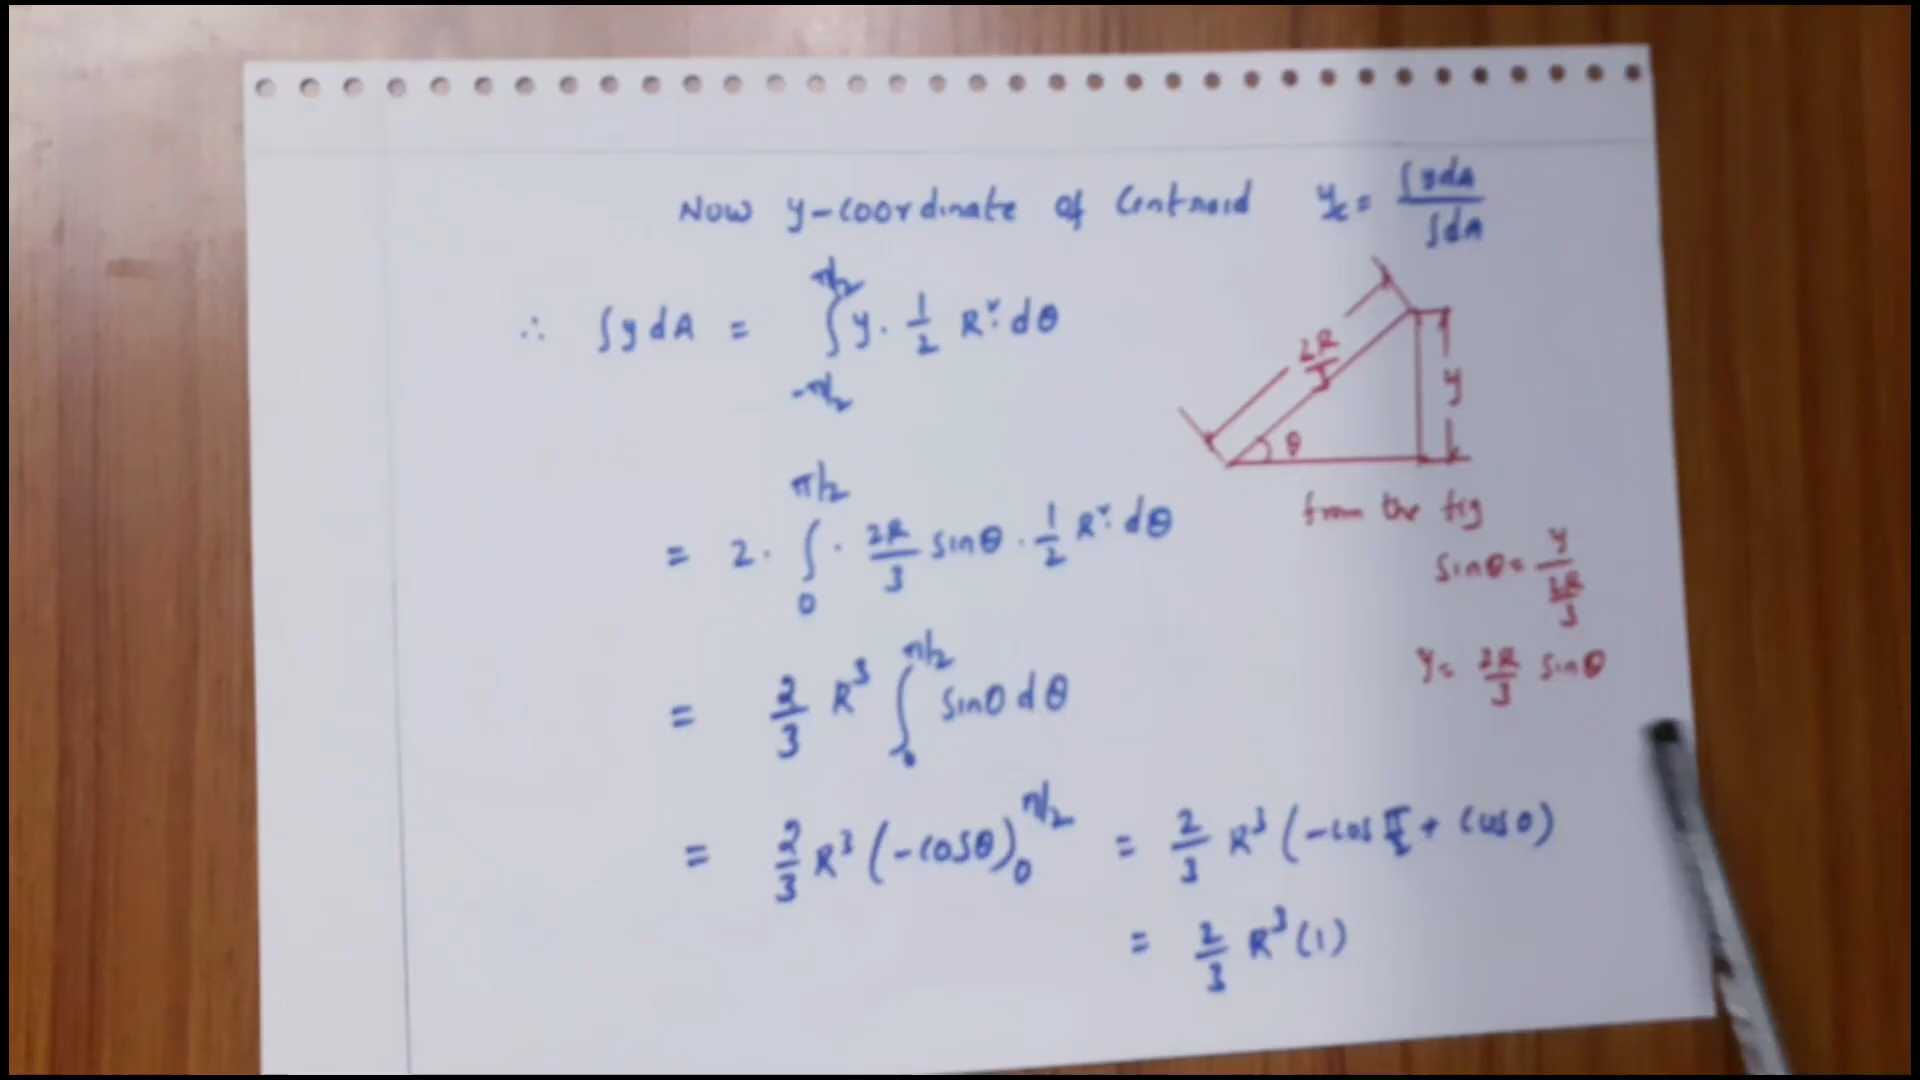 Now y-coordinate of Centroid y_c = ∫ydA / ∫dA
∴ ∫ydA = ∫_{-π/2}^{π/2} y · 1/2 R² · dθ
2R/3
y
θ
= 2 · ∫_0^{π/2} · 2R/3 sinθ · 1/2 R² · dθ
from the fig
sinθ = y / (2R/3)
y = 2R/3 sinθ
= 2/3 R³ ∫_0^{π/2} sinθ dθ
= 2/3 R³ (-cosθ)_0^{π/2} = 2/3 R³ (-cos π/2 + cos 0)
= 2/3 R³ (1)